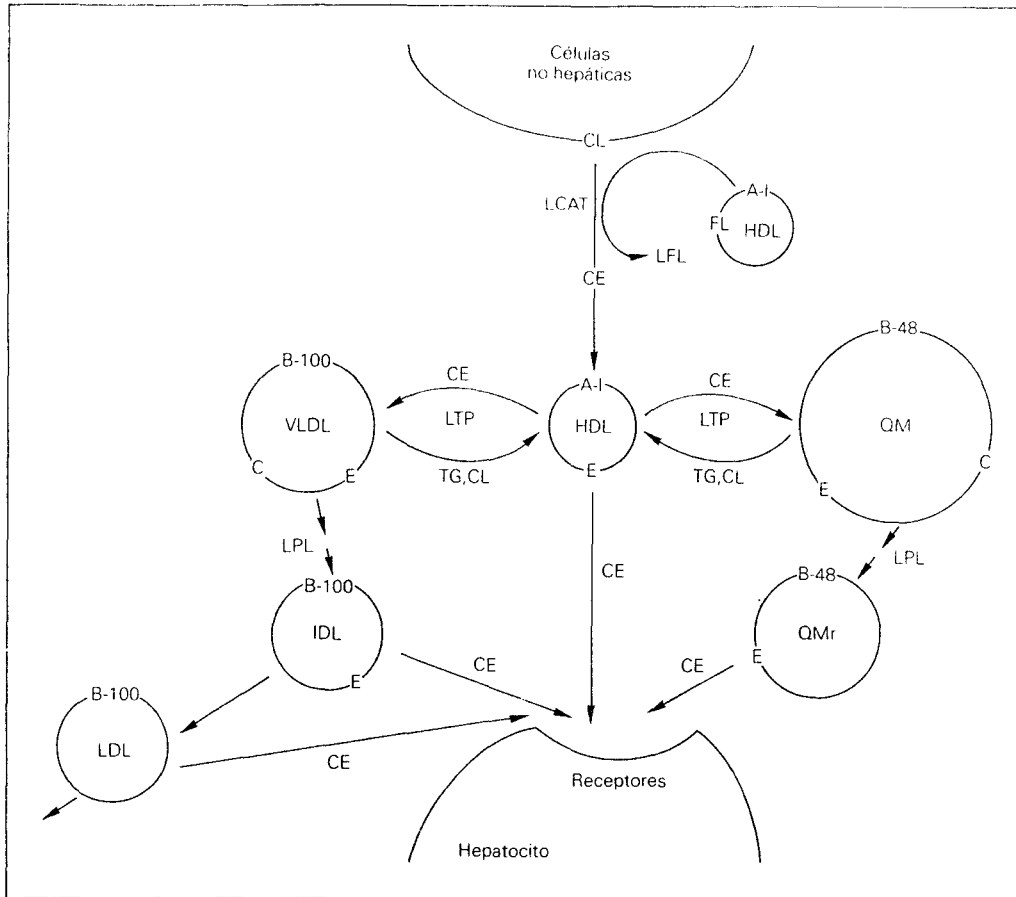 Células
no hepáticas
CL
LCAT
A-I
FL
HDL
LFL
CE
B-100
VLDL
C
E
CE
LTP
TG,CL
A-I
HDL
E
CE
LTP
TG,CL
B-48
QM
E
C
LPL
B-100
IDL
E
CE
CE
LPL
B-48
QMr
E
CE
B-100
LDL
CE
Receptores
Hepatocito